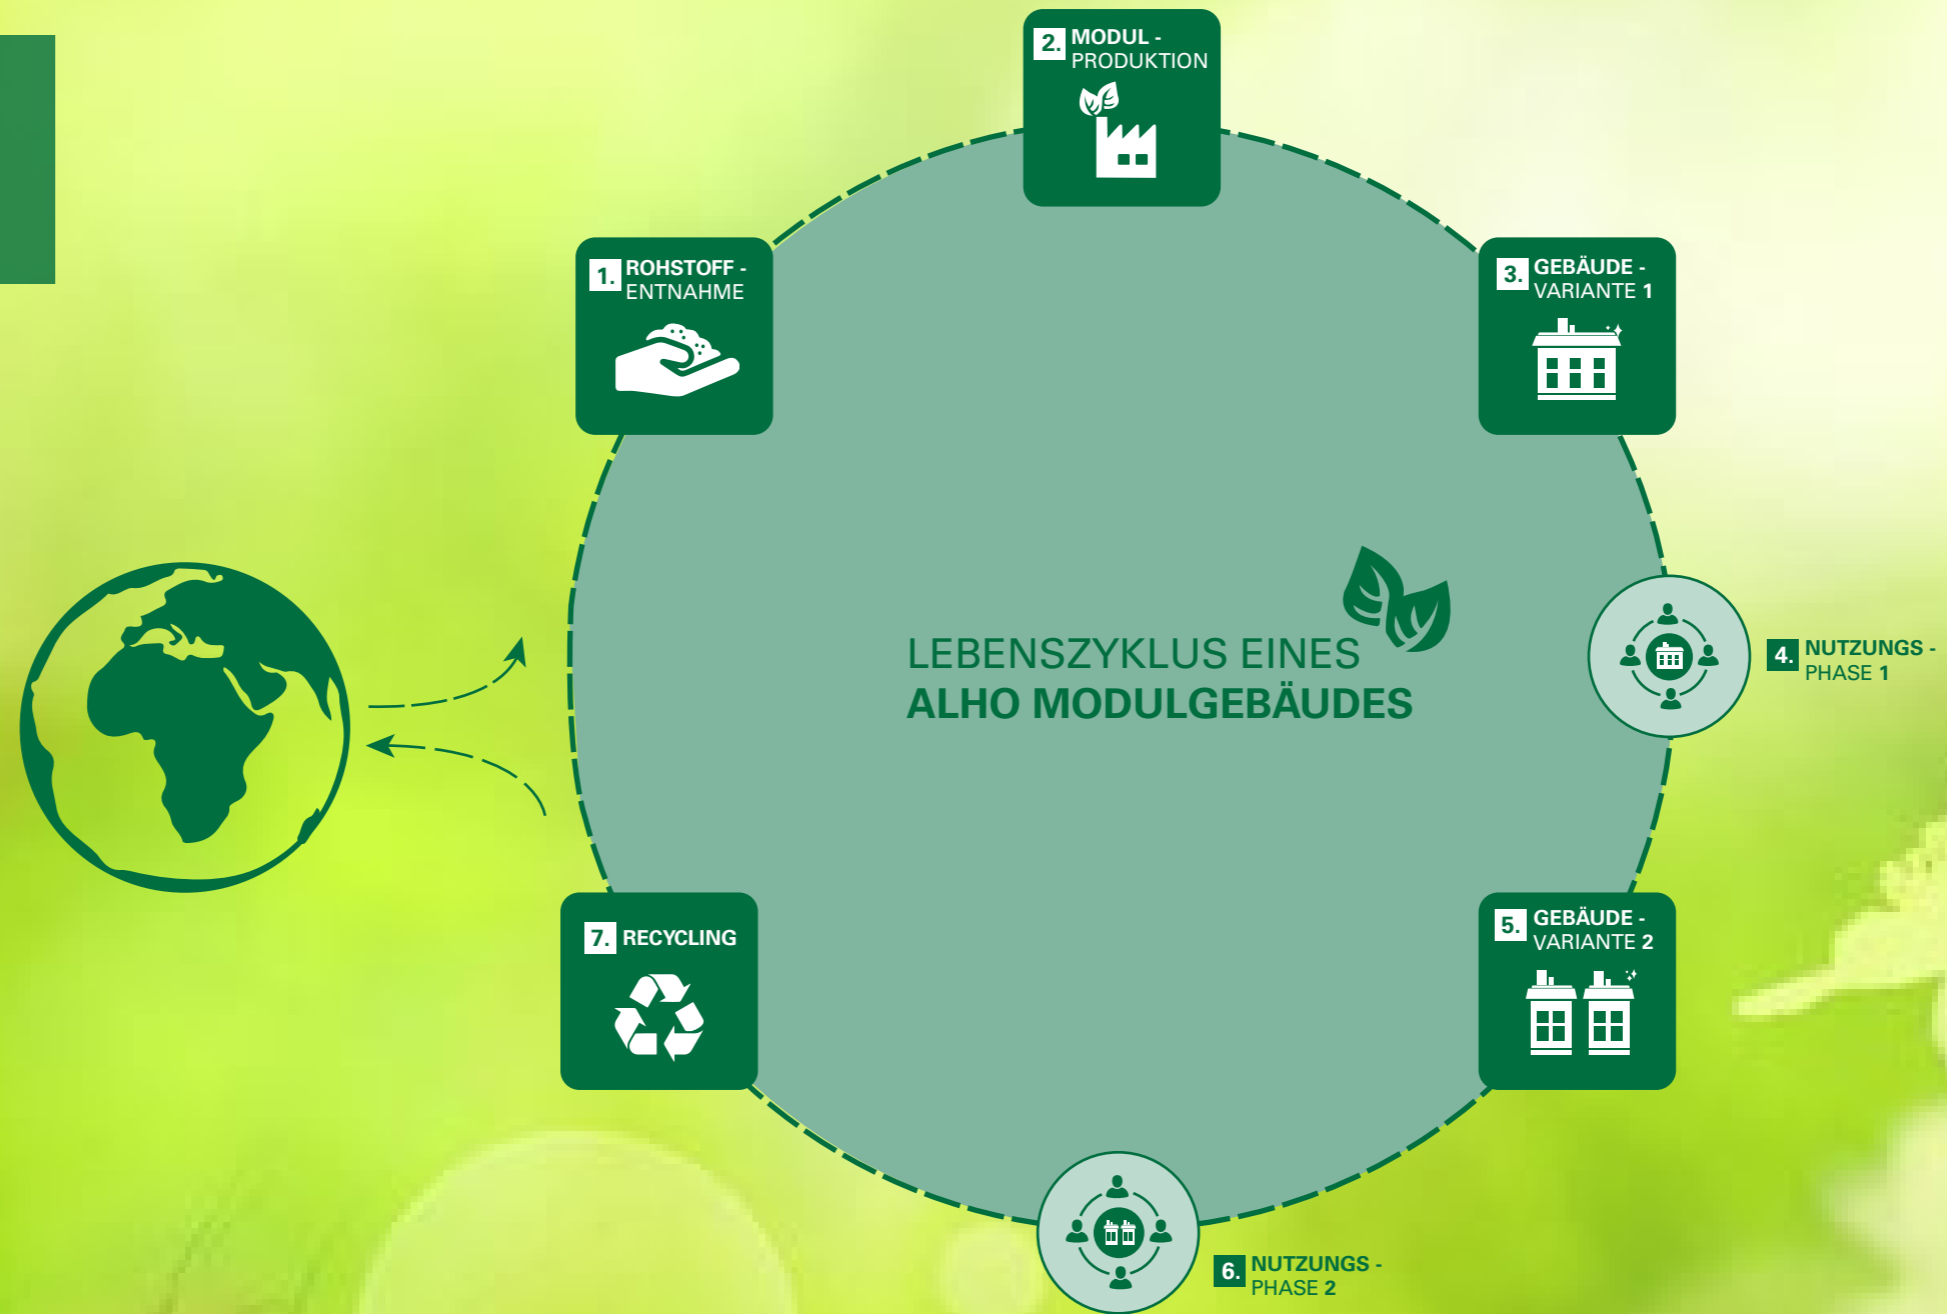 2. MODUL -
PRODUKTION
1. ROHSTOFF -
ENTNAHME
3. GEBÄUDE -
VARIANTE 1
LEBENSZYKLUS EINES
ALHO MODULGEBÄUDES
4. NUTZUNGS -
PHASE 1
7. RECYCLING
5. GEBÄUDE -
VARIANTE 2
6. NUTZUNGS -
PHASE 2